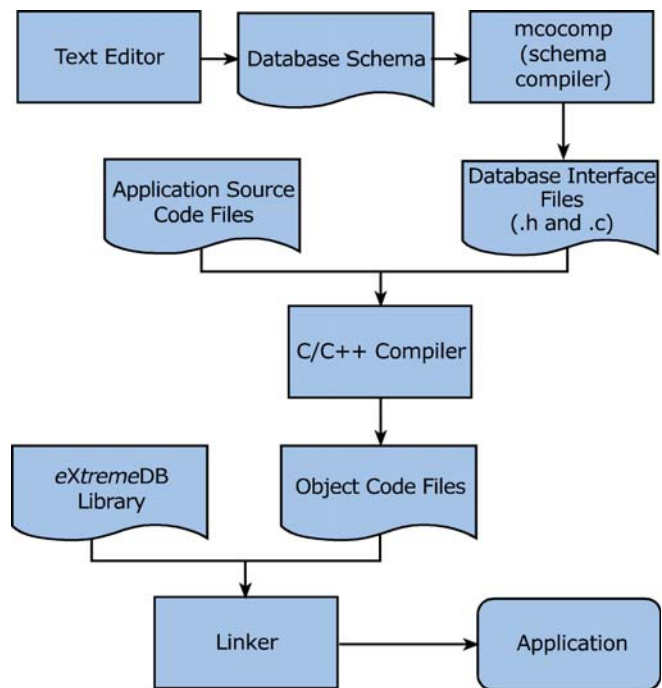 Text Editor
Database Schema
mcocomp
(schema
compiler)
Application Source
Code Files
Database Interface
Files
(.h and .c)
C/C++ Compiler
eXtremeDB
Library
Object Code Files
Linker
Application